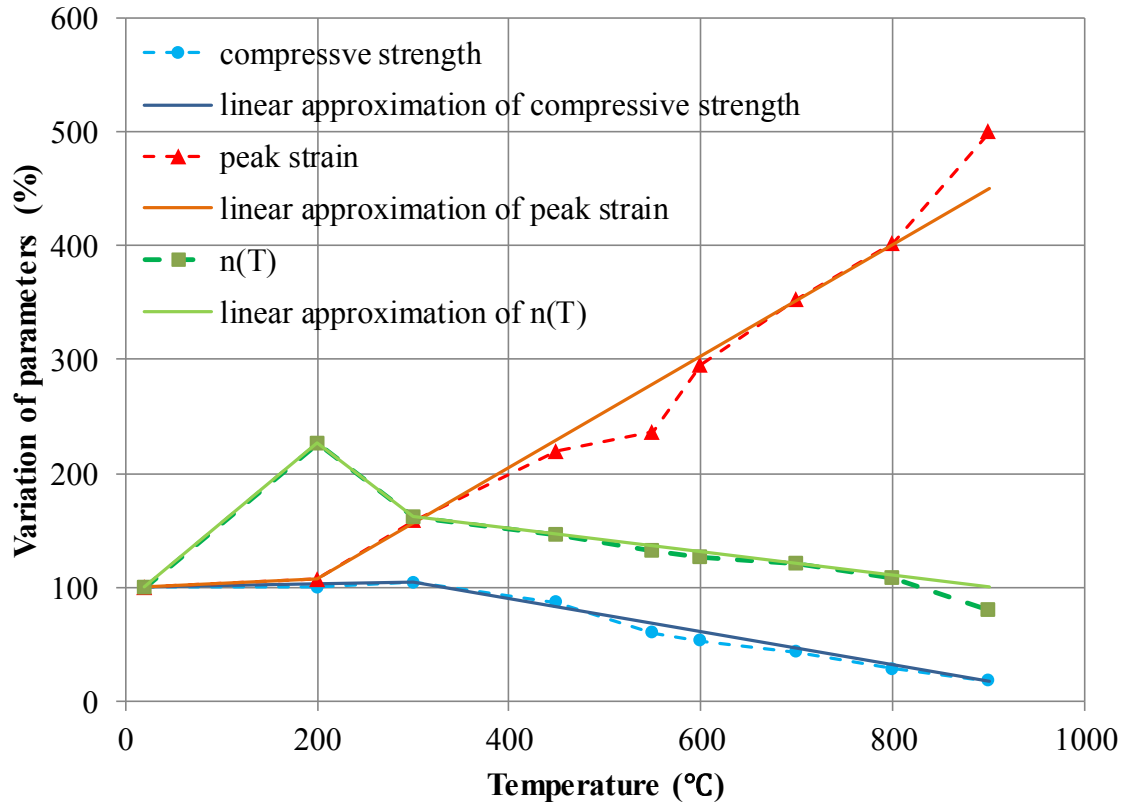 600
500
400
300
200
100
0
Variation of parameters (%)
compressve strength
linear approximation of compressive strength
peak strain
linear approximation of peak strain
n(T)
linear approximation of n(T)
0 200 400 600 800 1000
Temperature (℃)